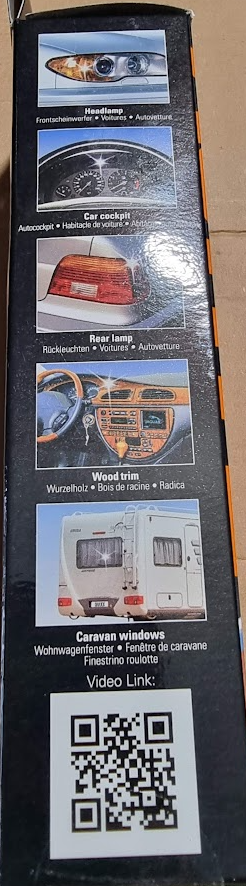 Headlamp
Frontscheinwerfer • Voitures • Autovetture
Car cockpit
Autocockpit • Habitacle de voiture •
Rear lamp
Rückleuchten • Voitures • Autovetture
Wood trim
Wurzelholz • Bois de racine • Radica
Caravan windows
Wohnwagenfenster • Fenêtre de caravane
Finestrino roulotte
Video Link: